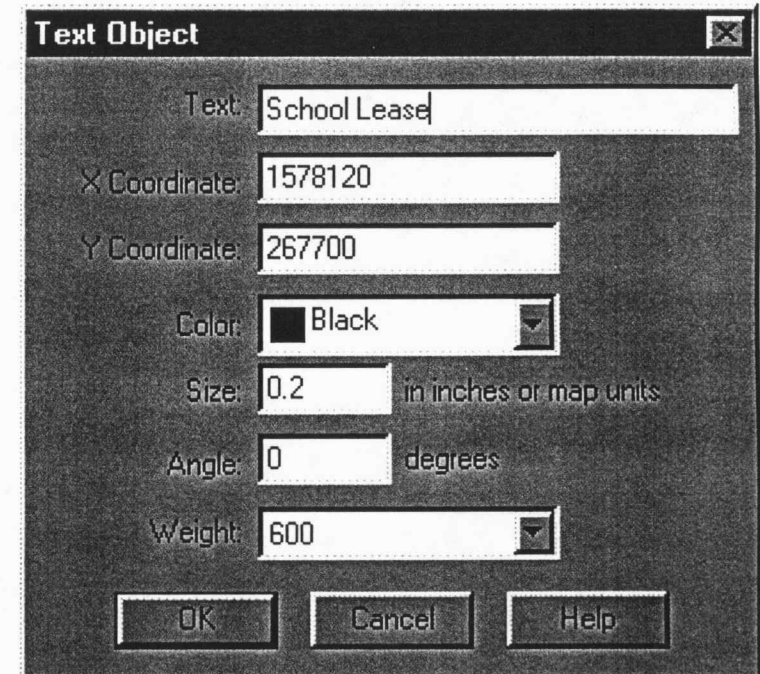 Text Object
Text: School Lease
X Coordinate: 1578120
Y Coordinate: 267700
Color: Black
Size: 0.2 in inches or map units
Angle: 0 degrees
Weight: 600
OK Cancel Help